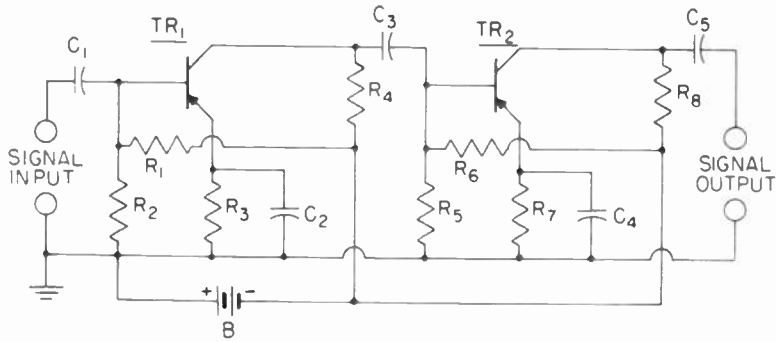 TR1
TR2
C1
C3
C5
R4
R8
SIGNAL
INPUT
R1
R6
SIGNAL
OUTPUT
R2
R3
C2
R5
R7
C4
+ -
B